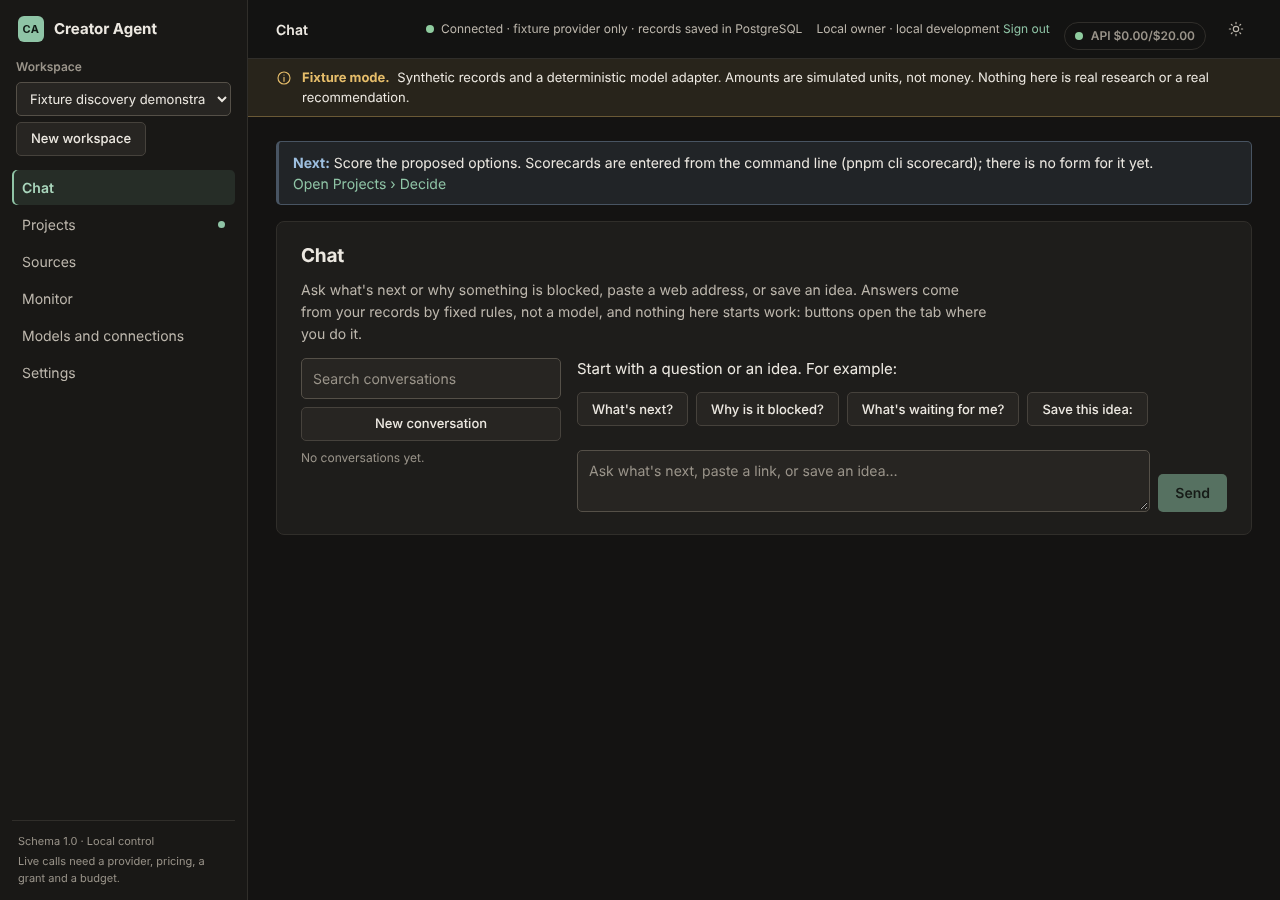 CA Creator Agent
Workspace
Fixture discovery demonstra
New workspace
Chat
Projects
Sources
Monitor
Models and connections
Settings
Schema 1.0 · Local control
Live calls need a provider, pricing, a
grant and a budget.
Chat
Connected · fixture provider only · records saved in PostgreSQL
Local owner · local development Sign out
API $0.00/$20.00
Fixture mode. Synthetic records and a deterministic model adapter. Amounts are simulated units, not money. Nothing here is real research or a real
recommendation.
Next: Score the proposed options. Scorecards are entered from the command line (pnpm cli scorecard); there is no form for it yet.
Open Projects › Decide
Chat
Ask what's next or why something is blocked, paste a web address, or save an idea. Answers come
from your records by fixed rules, not a model, and nothing here starts work: buttons open the tab where
you do it.
Search conversations
New conversation
No conversations yet.
Start with a question or an idea. For example:
What's next?
Why is it blocked?
What's waiting for me?
Save this idea:
Ask what's next, paste a link, or save an idea...
Send